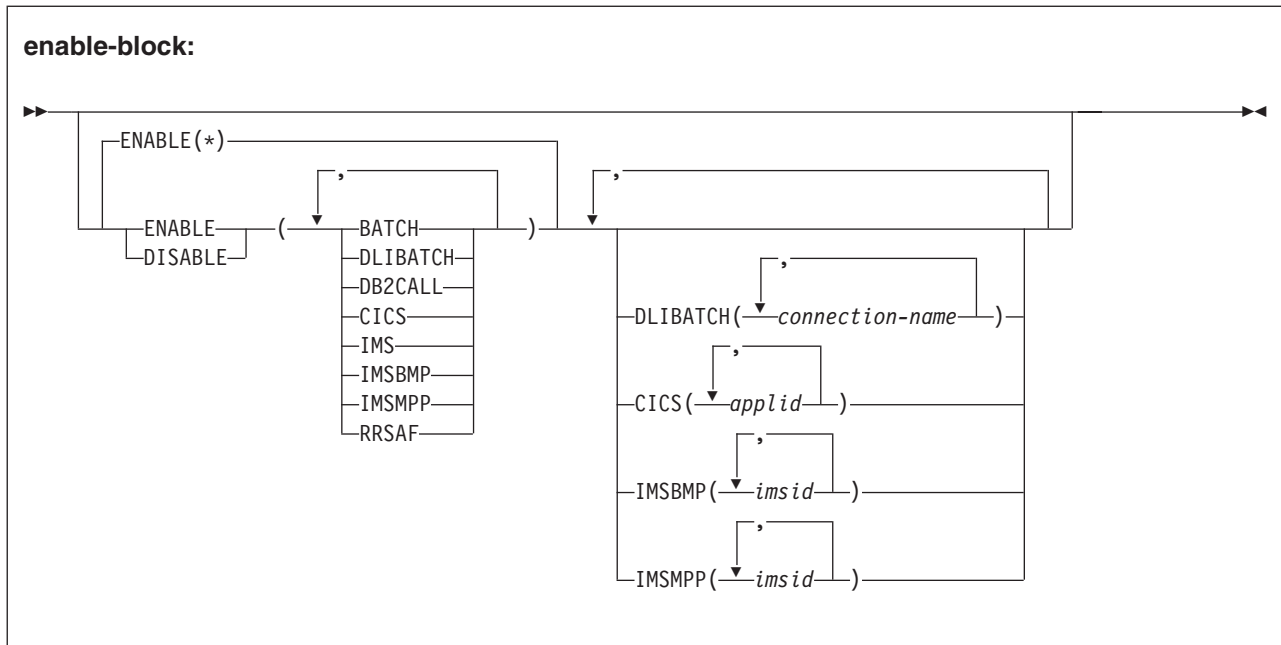 enable-block:
ENABLE(*)
, ,
ENABLE ( BATCH )
DISABLE DLIBATCH ,
DB2CALL
CICS DLIBATCH( connection-name )
IMS ,
IMSBMP CICS( applid )
IMSMPP
RRSAF ,
IMSBMP( imsid )
,
IMSMPP( imsid )